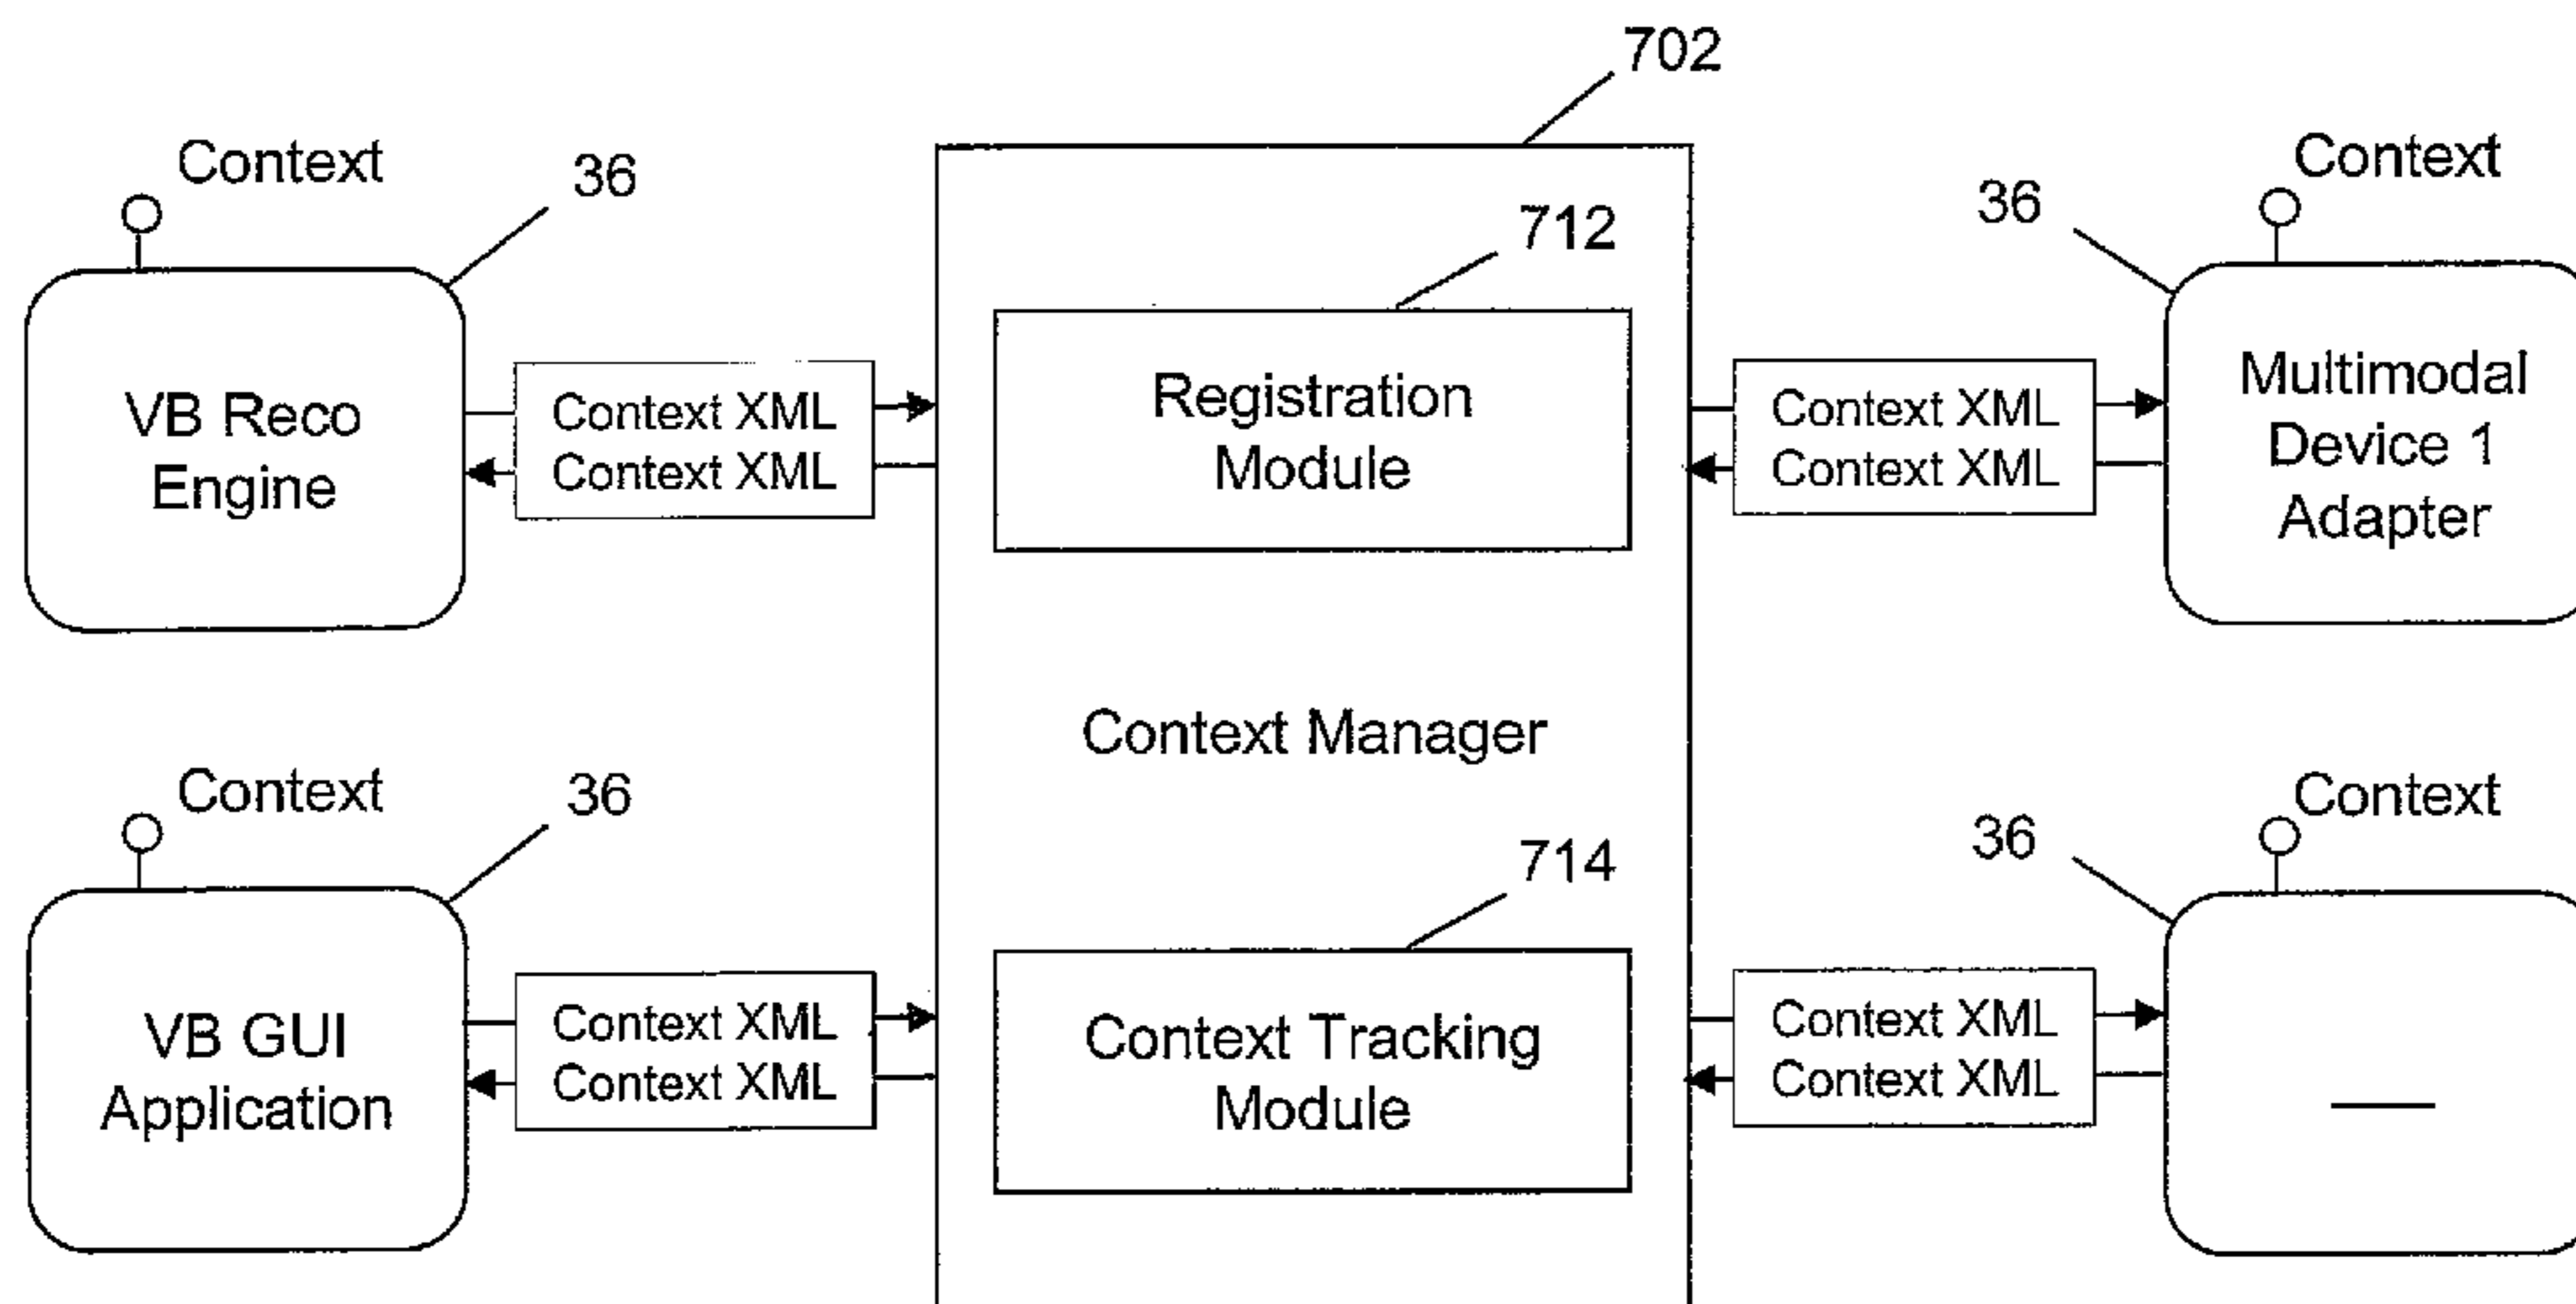 702
Context
36
Context
36
712
VB Reco
Engine
Context XML
Context XML
Registration
Module
Context XML
Context XML
Multimodal
Device 1
Adapter
Context Manager
Context
36
Context
36
714
VB GUI
Application
Context XML
Context XML
Context Tracking
Module
Context XML
Context XML